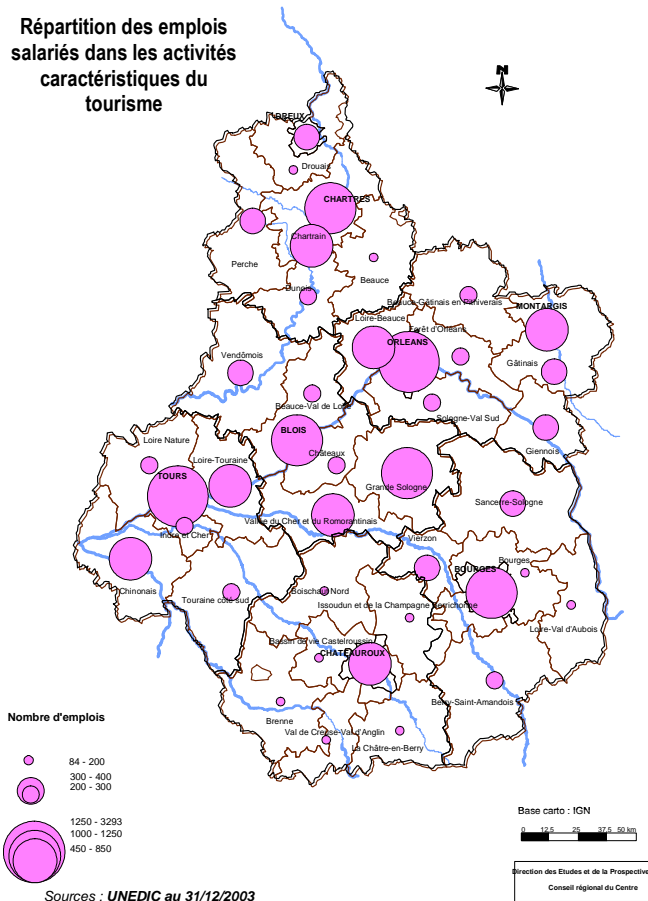 Répartition des emplois
salariés dans les activités
caractéristiques du
tourisme
N
DREUX
Drouais
CHARTRES
Chartrain
Perche
Beauce
Dunois
Beauce-Gâtinais en Pithiverais
MONTARGIS
Loire-Beauce
Forêt d'Orléans
ORLEANS
Vendômois
Gâtinais
Beauce-Val de Loire
Sologne-Val Sud
BLOIS
Giennois
Loire Nature
Châteaux
Loire-Touraine
TOURS
Grande Sologne
Sancerre-Sologne
Vallée du Cher et du Romorantinais
Indre et Cher
Vierzon
Bourges
BOURGES
Chinonais
Boischaut Nord
Touraine coté sud
Issoudun et de la Champagne Berrichonne
Loire-Val d'Aubois
Bassin de vie Castelroussin
CHATEAUROUX
Berry-Saint-Amandois
Brenne
Val de Creuse-Val d'Anglin
La Châtre-en-Berry
Nombre d'emplois
84 - 200
300 - 400
200 - 300
1250 - 3293
1000 - 1250
450 - 850
Base carto : IGN
0 12.5 25 37.5 50 km
Direction des Etudes et de la Prospective
Conseil régional du Centre
Sources : UNEDIC au 31/12/2003